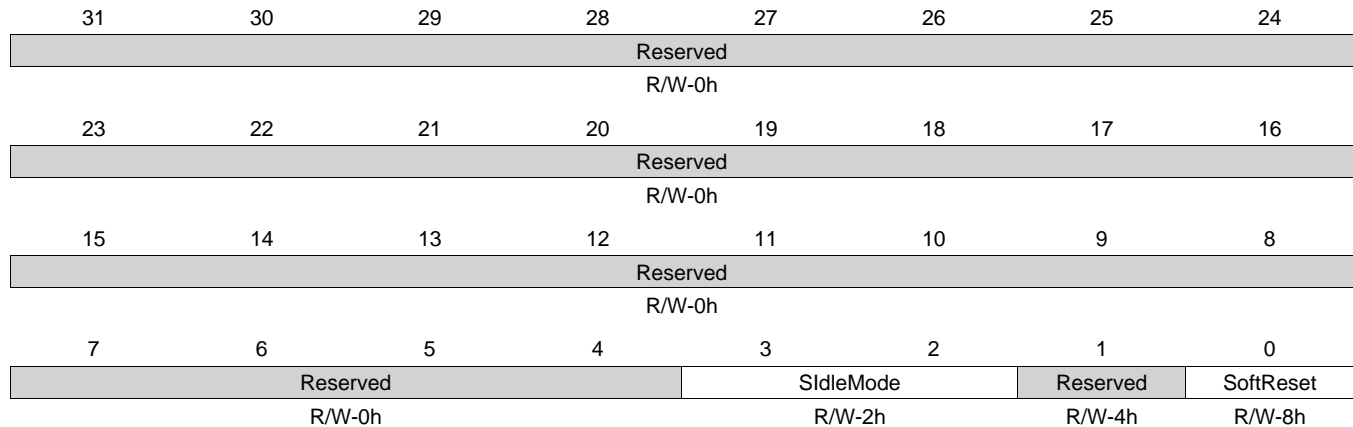 31 30 29 28 27 26 25 24
Reserved
R/W-0h
23 22 21 20 19 18 17 16
Reserved
R/W-0h
15 14 13 12 11 10 9 8
Reserved
R/W-0h
7 6 5 4 3 2 1 0
Reserved SIdleMode Reserved SoftReset
R/W-0h R/W-2h R/W-4h R/W-8h